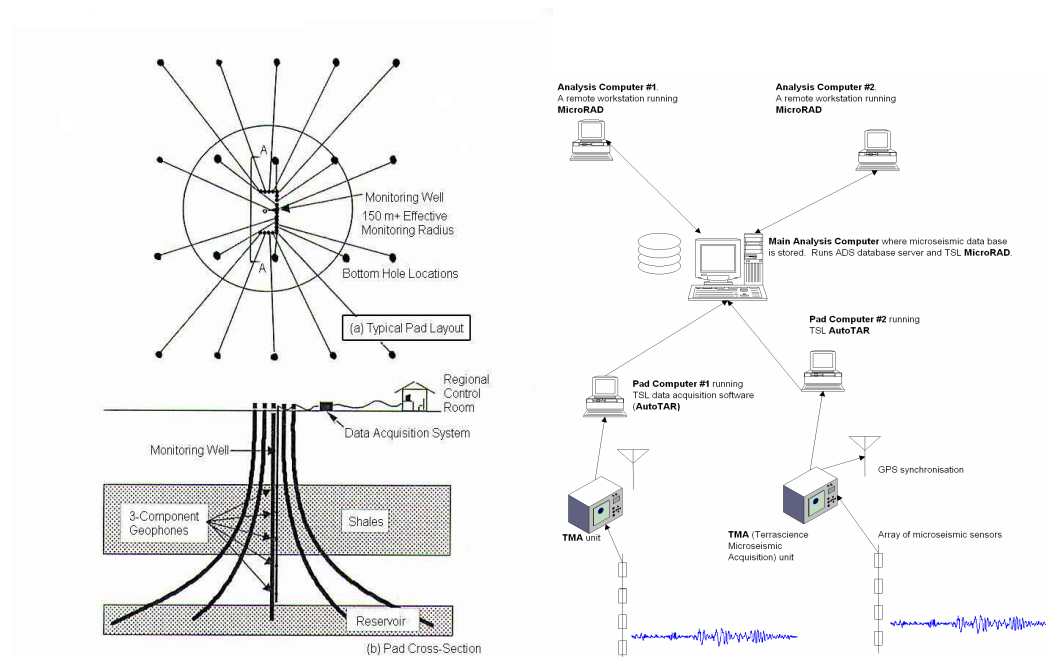 A
Monitoring Well
150 m+ Effective
Monitoring Radius
A
Bottom Hole Locations
(a) Typical Pad Layout
Regional
Control
Room
Data Acquisition System
Monitoring Well
3-Component
Geophones
Shales
Reservoir
(b) Pad Cross-Section
Analysis Computer #1.
A remote workstation running
MicroRAD
Analysis Computer #2.
A remote workstation running
MicroRAD
Main Analysis Computer where microseismic data base
is stored. Runs ADS database server and TSL MicroRAD.
Pad Computer #2 running
TSL AutoTAR
Pad Computer #1 running
TSL data acquisition software
(AutoTAR)
GPS synchronisation
TMA unit
TMA (Terrascience
Microseismic
Acquisition) unit
Array of microseismic sensors